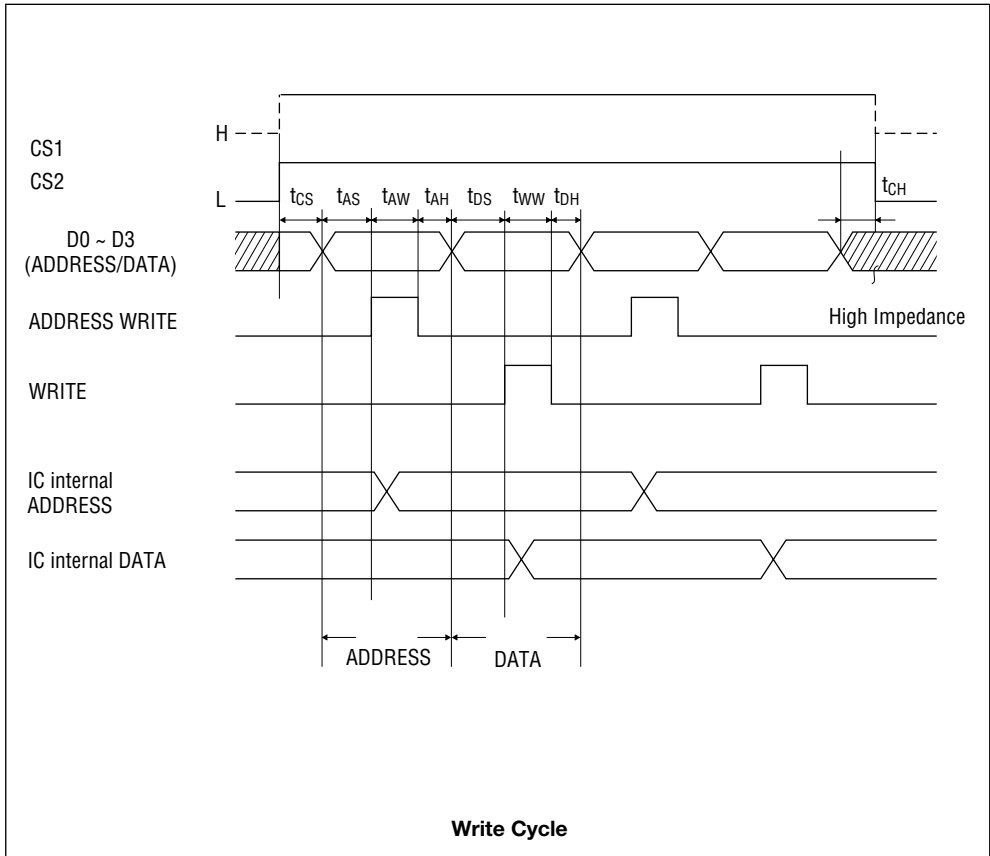 H
CS1
CS2
L
tCS tAS tAW tAH tDS tWW tDH
tCH
D0 ~ D3
(ADDRESS/DATA)
ADDRESS WRITE
High Impedance
WRITE
IC internal
ADDRESS
IC internal DATA
ADDRESS DATA
Write Cycle